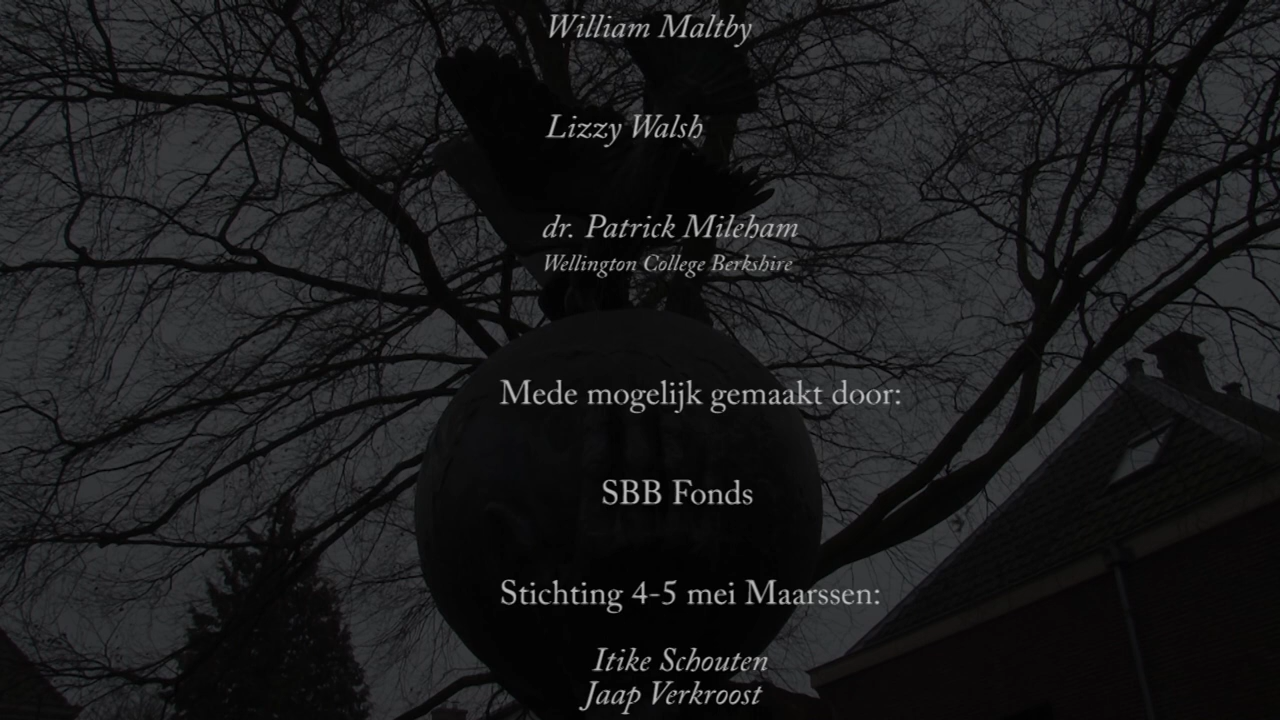 William Maltby
Lizzy Walsh
dr. Patrick Mileham
Wellington College Berkshire
Mede mogelijk gemaakt door:
SBB Fonds
Stichting 4-5 mei Maarssen:
Itike Schouten
Jaap Verkroost